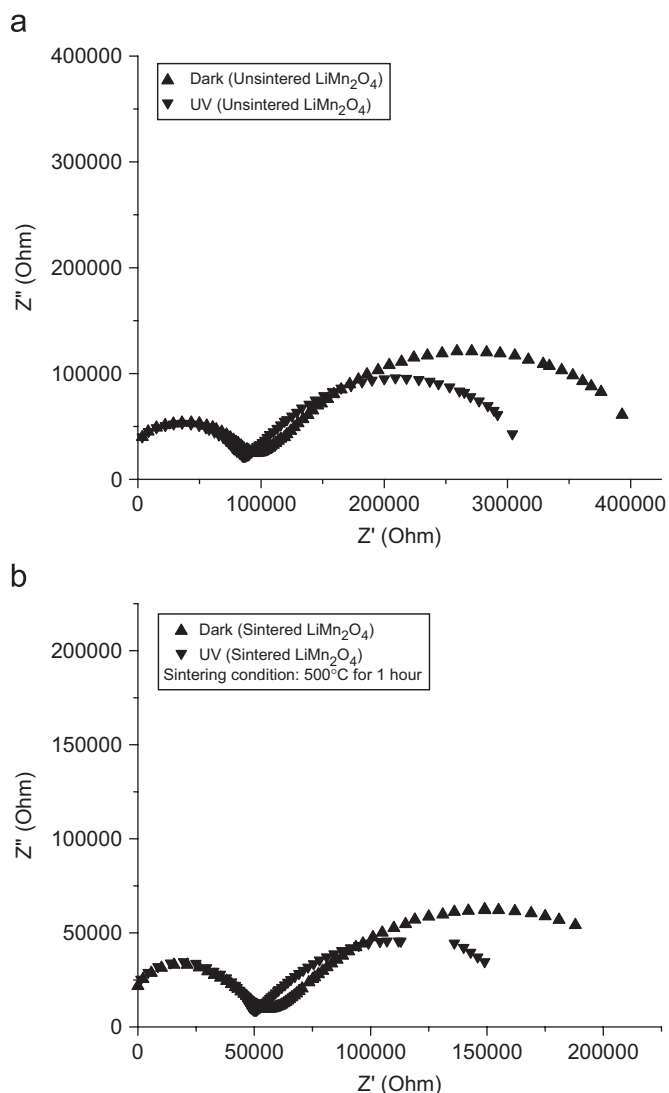 a
400000
Dark (Unsintered LiMn₂O₄)
UV (Unsintered LiMn₂O₄)
300000
Z'' (Ohm)
200000
100000
0
0 100000 200000 300000 400000
Z' (Ohm)
b
200000
Dark (Sintered LiMn₂O₄)
UV (Sintered LiMn₂O₄)
Sintering condition: 500°C for 1 hour
150000
Z'' (Ohm)
100000
50000
0
0 50000 100000 150000 200000
Z' (Ohm)